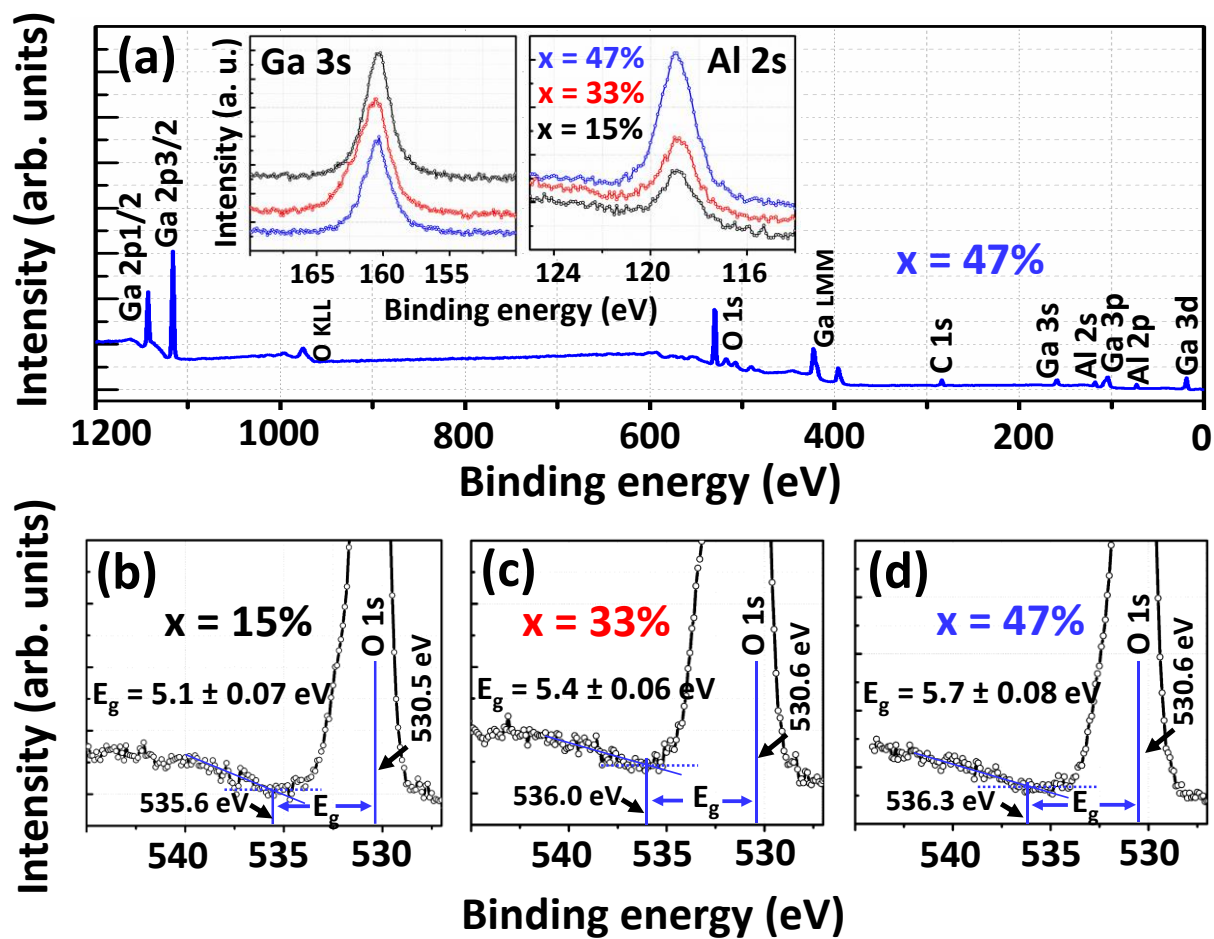 (a)
Intensity (arb. units)
Ga 2p1/2
Ga 2p3/2
Intensity (a. u.)
Ga 3s
165 160 155
x = 47%
x = 33%
x = 15%
Al 2s
124 120 116
Binding energy (eV)
Binding energy (eV)
x = 47%
O KLL
O 1s
Ga LMM
C 1s
Ga 3s
Al 2s
Ga 3p
Al 2p
Ga 3d
1200 1000 800 600 400 200 0
Binding energy (eV)
Intensity (arb. units)
(b)
x = 15%
Eg = 5.1 ± 0.07 eV
O 1s
530.5 eV
535.6 eV
Eg
540 535 530
(c)
x = 33%
Eg = 5.4 ± 0.06 eV
O 1s
530.6 eV
536.0 eV
Eg
540 535 530
(d)
x = 47%
Eg = 5.7 ± 0.08 eV
O 1s
530.6 eV
536.3 eV
Eg
540 535 530
Binding energy (eV)